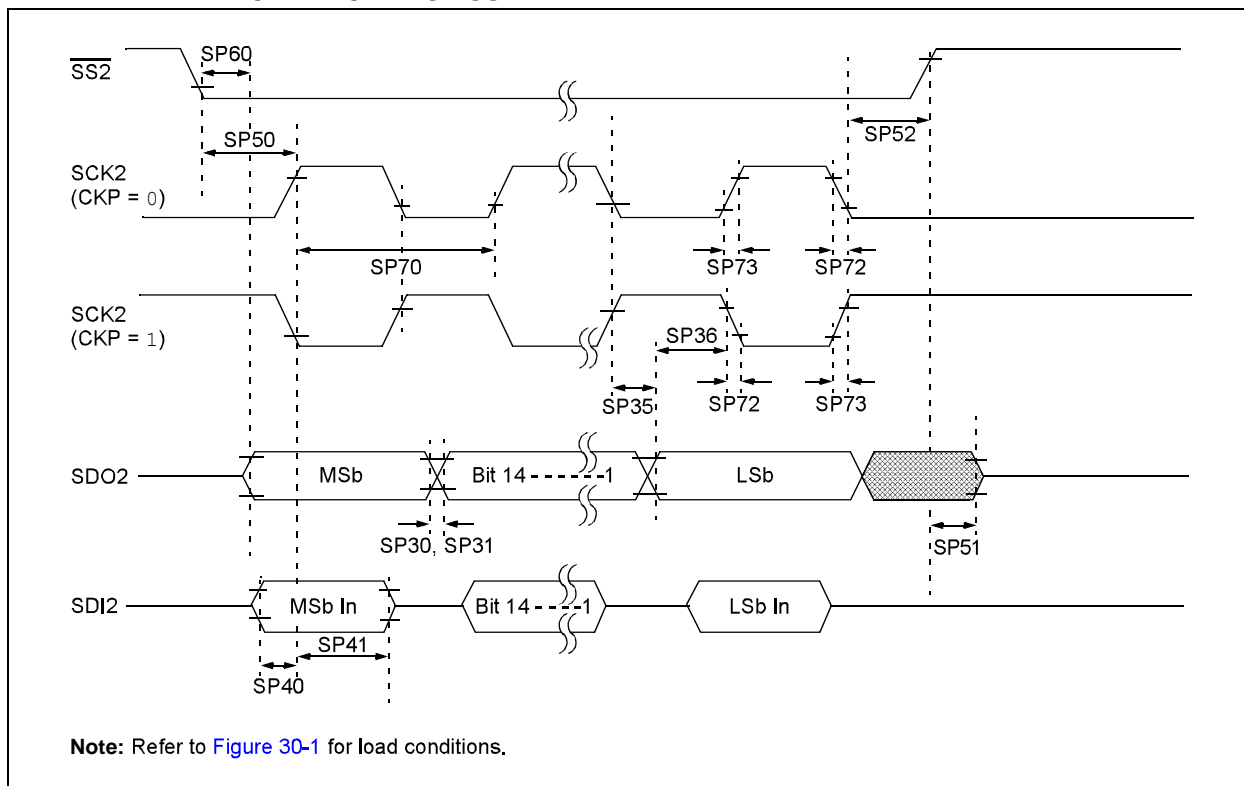 SP60
SS2
SP50
SP52
SCK2
(CKP = 0)
SP73
SP72
SP70
SCK2
(CKP = 1)
SP36
SP35
SP72
SP73
SDO2
MSb
Bit 14 - - - - - -1
LSb
SP30, SP31
SP51
SDI2
MSb In
Bit 14 - - - -1
LSb In
SP41
SP40
Note: Refer to Figure 30-1 for load conditions.